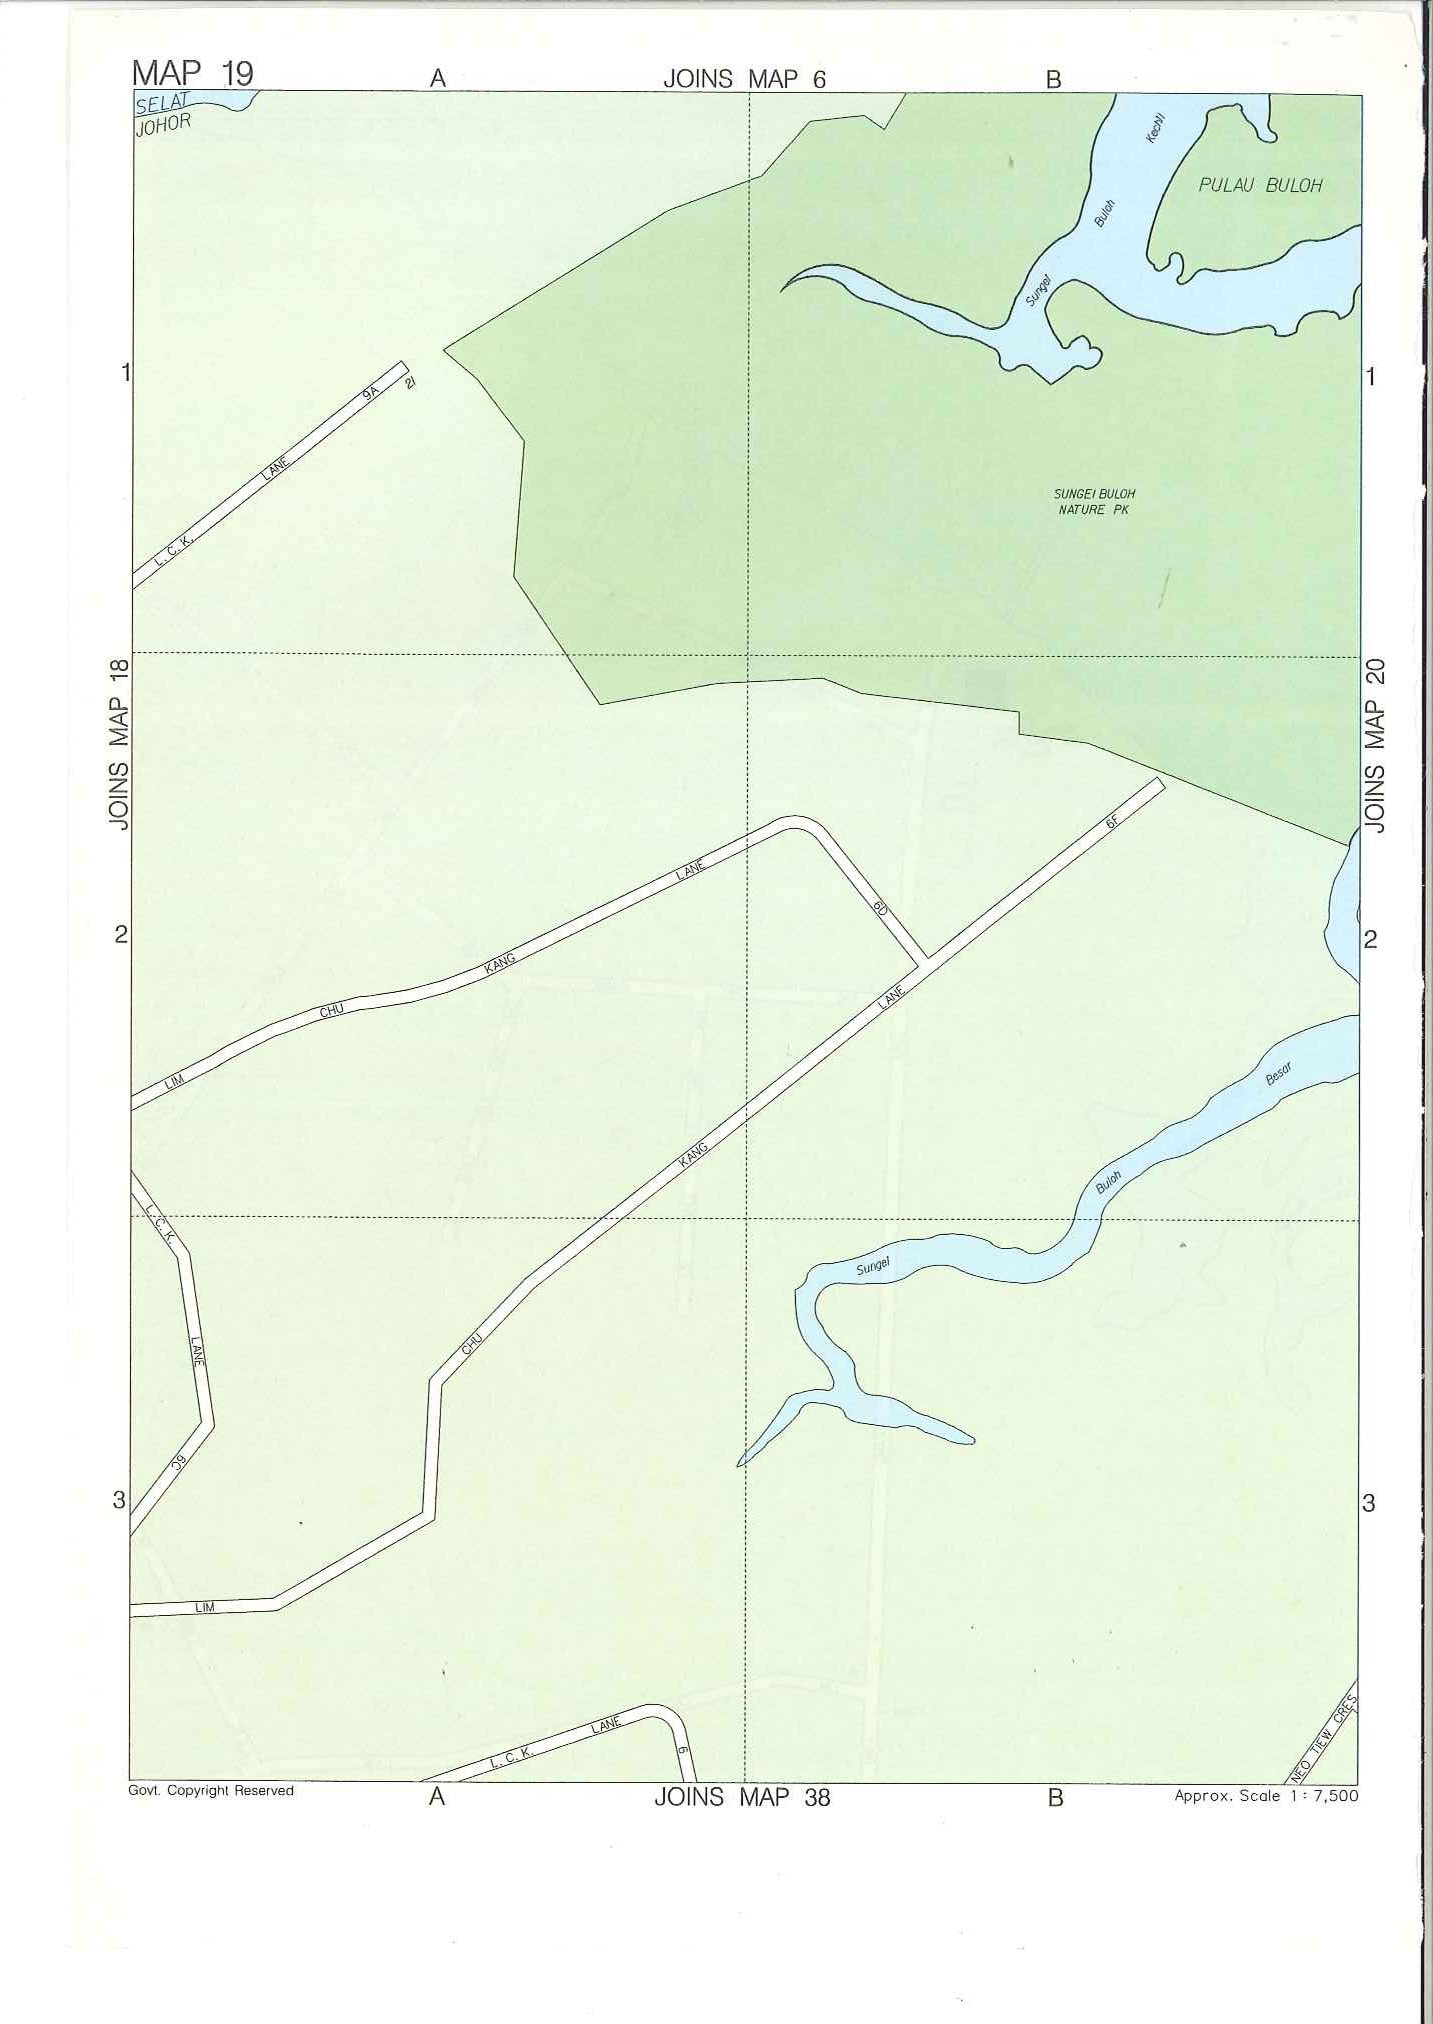 MAP 19
A
JOINS MAP 6
B
SELAT
JOHOR
Sungei Buloh Kechil
PULAU BULOH
1
1
L. C. K. LANE 9A
21
SUNGEI BULOH
NATURE PK
JOINS MAP 18
JOINS MAP 20
2
2
LIM CHU KANG LANE 6D
LIM CHU KANG LANE 6F
L. C. K. LANE 6C
Sungei Buloh Besar
3
3
L. C. K. LANE 6
NEO TIEW CRES
Govt. Copyright Reserved
A
JOINS MAP 38
B
Approx. Scale 1 : 7,500